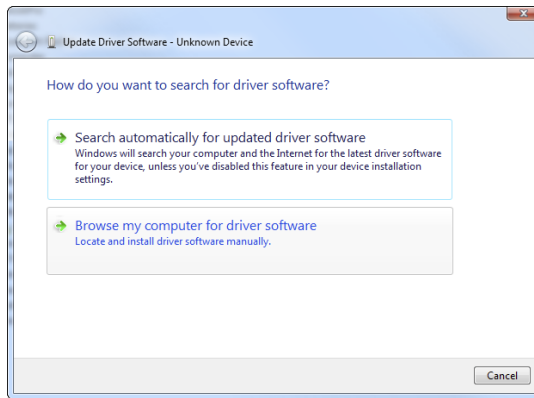 Update Driver Software - Unknown Device
How do you want to search for driver software?
Search automatically for updated driver software
Windows will search your computer and the Internet for the latest driver software
for your device, unless you've disabled this feature in your device installation
settings.
Browse my computer for driver software
Locate and install driver software manually.
Cancel